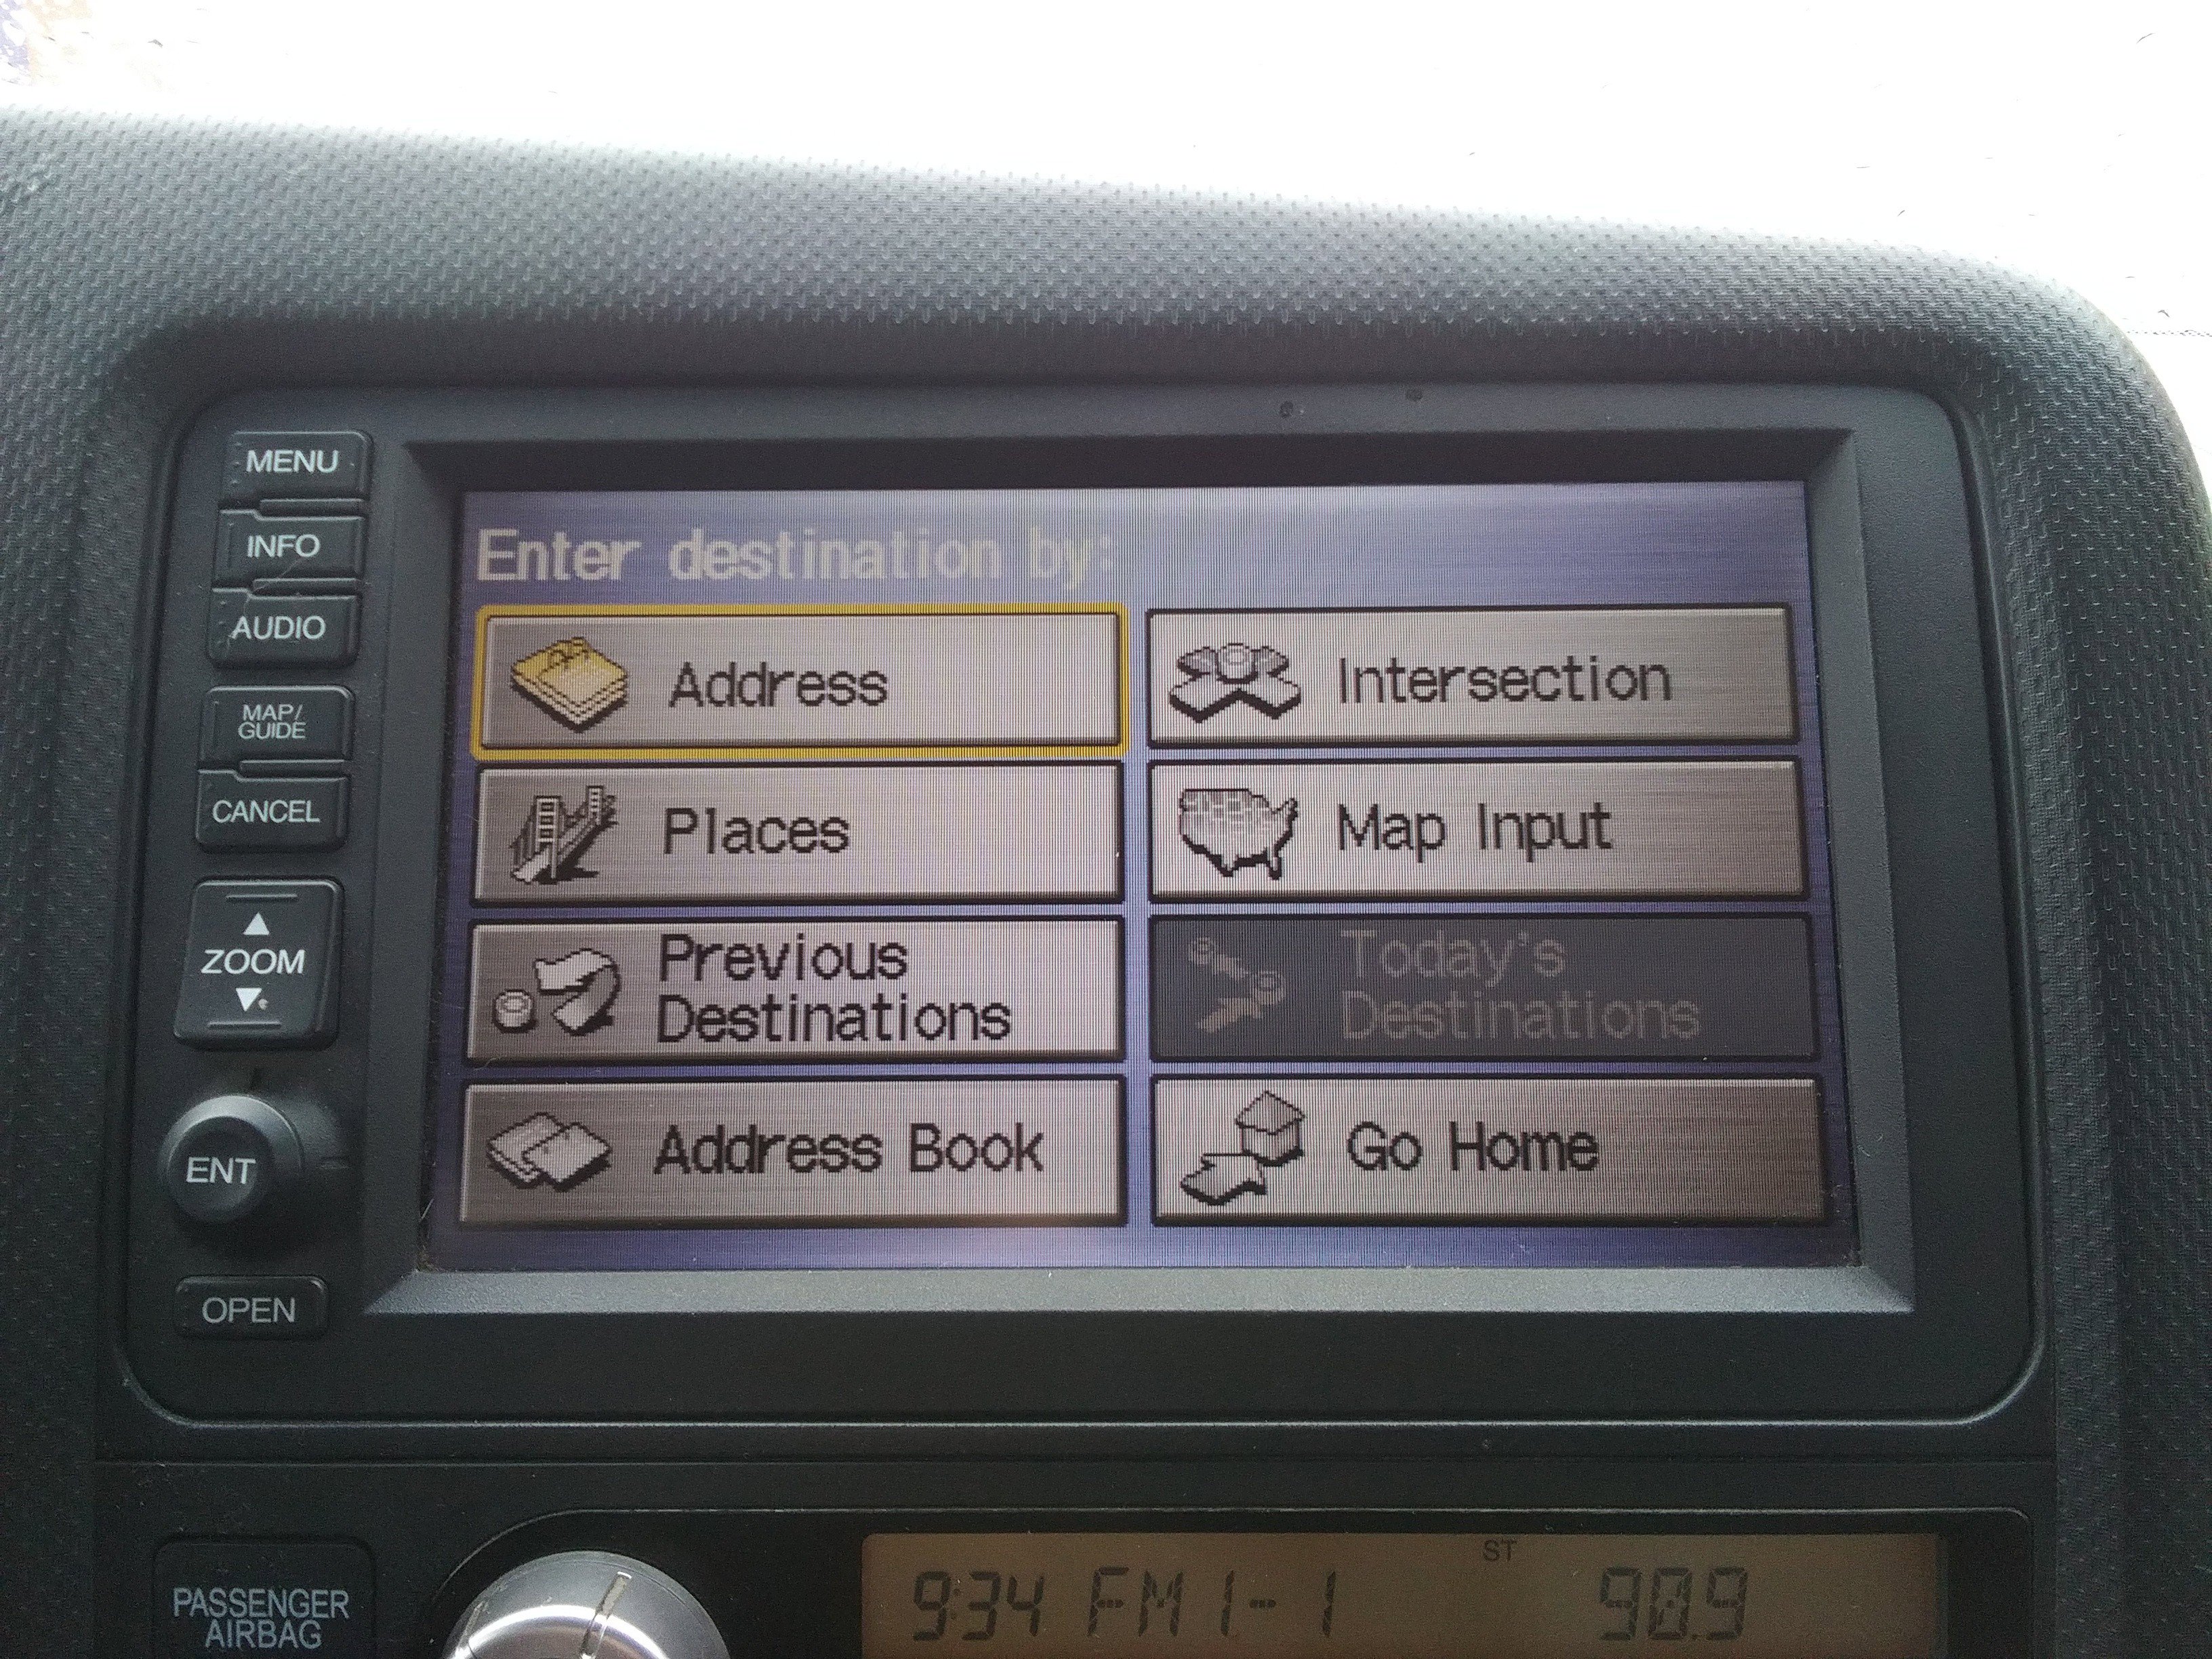 MENU
INFO
AUDIO
MAP/
GUIDE
CANCEL
ZOOM
ENT
OPEN
Enter destination by:
Address
Intersection
Places
Map Input
Previous
Destinations
Today's
Destinations
Address Book
Go Home
PASSENGER
AIRBAG
ST
9:34 FM1-1 90.9